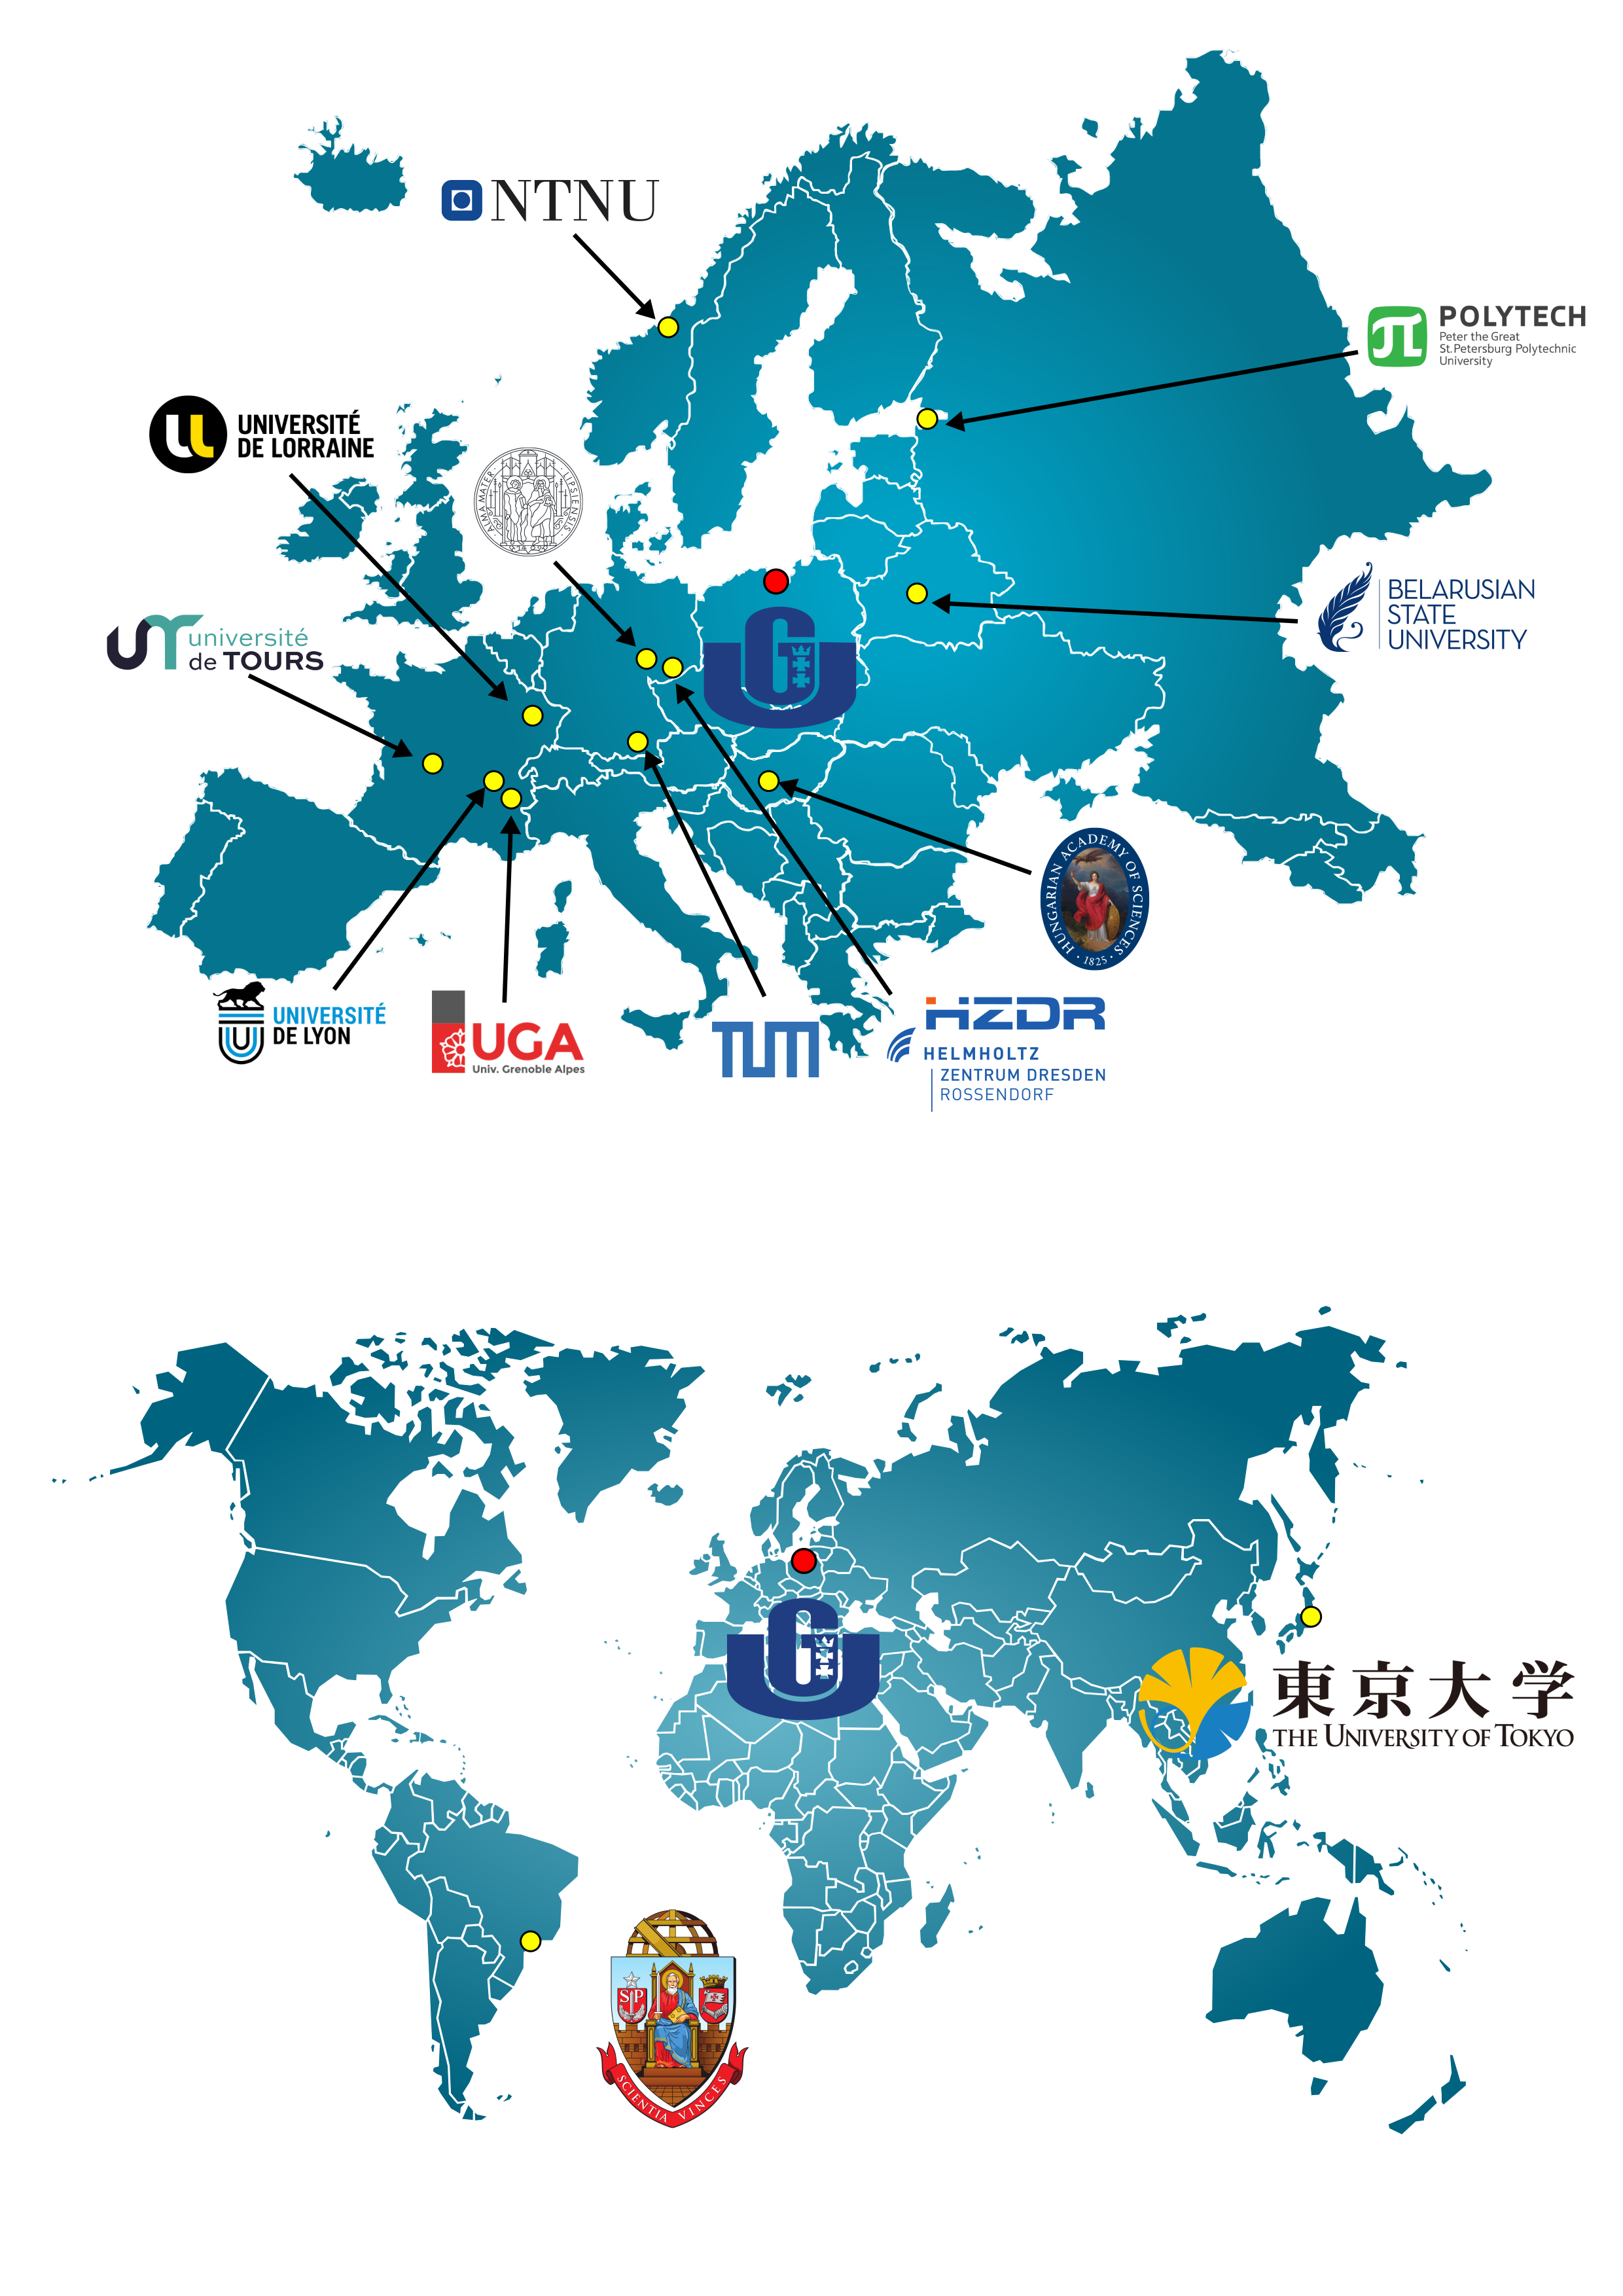 NTNU
POLYTECH
Peter the Great
St.Petersburg Polytechnic
University
UNIVERSITÉ
DE LORRAINE
ALMA MATER LIPSIENSIS
BELARUSIAN
STATE
UNIVERSITY
université
de TOURS
UG
HUNGARIAN ACADEMY OF SCIENCES
· 1825 ·
UNIVERSITÉ
DE LYON
UGA
Univ. Grenoble Alpes
TUM
HZDR
HELMHOLTZ
ZENTRUM DRESDEN
ROSSENDORF
UG
東京大学
THE UNIVERSITY OF TOKYO
SP
SCIENTIA VINCES